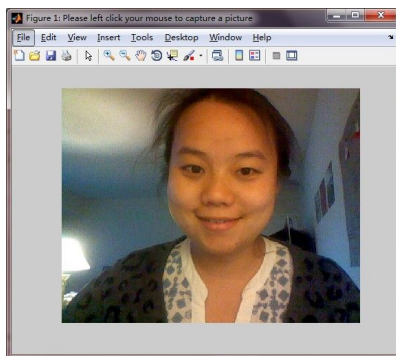 Figure 1: Please left click your mouse to capture a picture
File Edit View Insert Tools Desktop Window Help